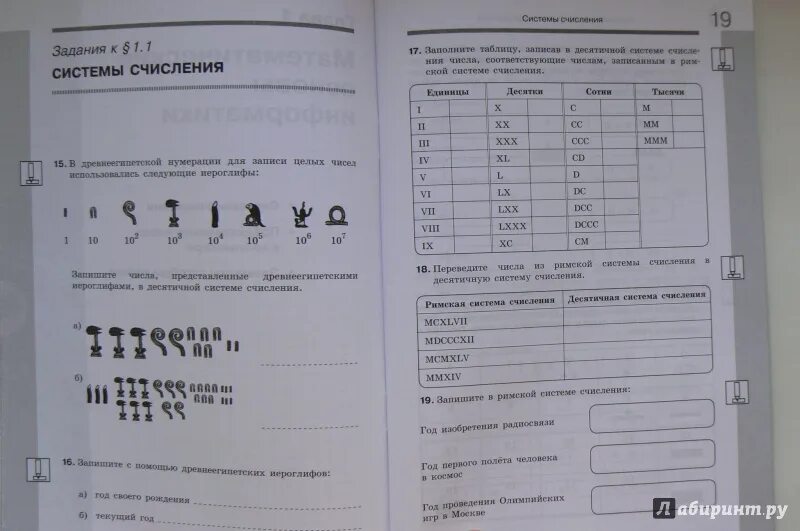 Задания к § 1.1
СИСТЕМЫ СЧИСЛЕНИЯ
15. В древнеегипетской нумерации для записи целых чисел
использовались следующие иероглифы:
1 10 10² 10³ 10⁴ 10⁵ 10⁶ 10⁷
Запишите числа, представленные древнеегипетскими
иероглифами, в десятичной системе счисления.
а)
б)
16. Запишите с помощью древнеегипетских иероглифов:
а) год своего рождения
б) текущий год
Системы счисления 19
17. Заполните таблицу, записав в десятичной системе счисле-
ния числа, соответствующие числам, записанным в рим-
ской системе счисления.
Единицы Десятки Сотни Тысячи
I X C M
II XX CC MM
III XXX CCC MMM
IV XL CD
V L D
VI LX DC
VII LXX DCC
VIII LXXX DCCC
IX XC CM
18. Переведите числа из римской системы счисления в
десятичную систему счисления.
Римская система счисления Десятичная система счисления
MCXLVII
MDCCCXII
MCMXLV
MMXIV
19. Запишите в римской системе счисления:
Год изобретения радиосвязи
Год первого полёта человека
в космос
Год проведения Олимпийских
игр в Москве
Лабиринт.ру